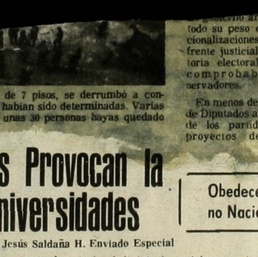 de 7 pisos, se derrumbó a con-
habían sido determinadas. Varias
unas 30 personas hayas quedado
s Provocan la
niversidades
Jesús Saldaña H. Enviado Especial
todo su peso
cionalizaciones
frente justicial
toria electoral
comprobab
servadores.
En menos de
de Diputados a
de los partid
proyectos de
Obedece
no Nacio